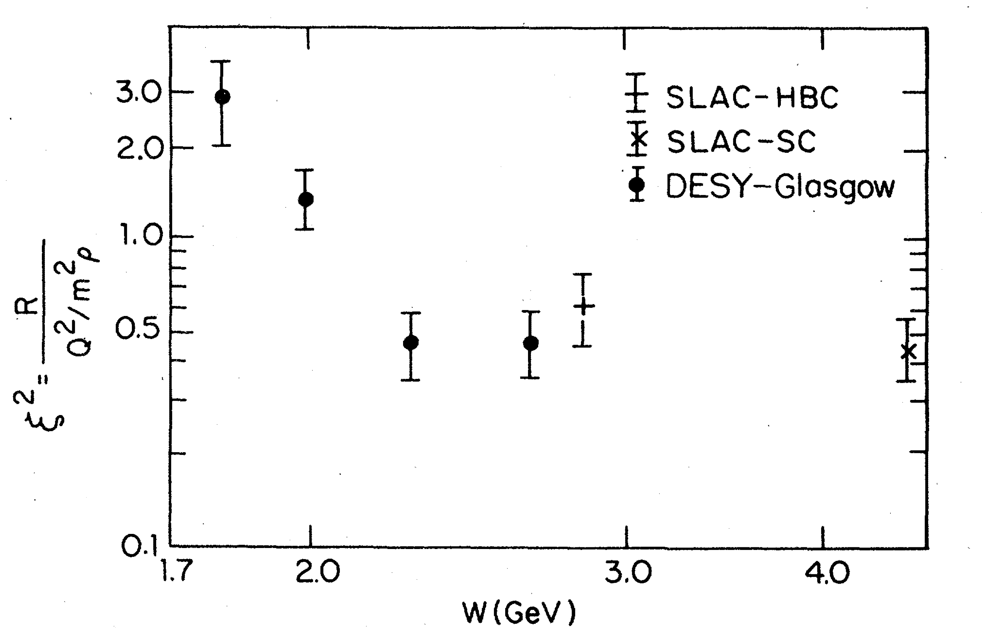 ξ² = R / Q²/m²ρ
3.0
2.0
1.0
0.5
0.1
SLAC-HBC
SLAC-SC
DESY-Glasgow
1.7
2.0
3.0
4.0
W(GeV)